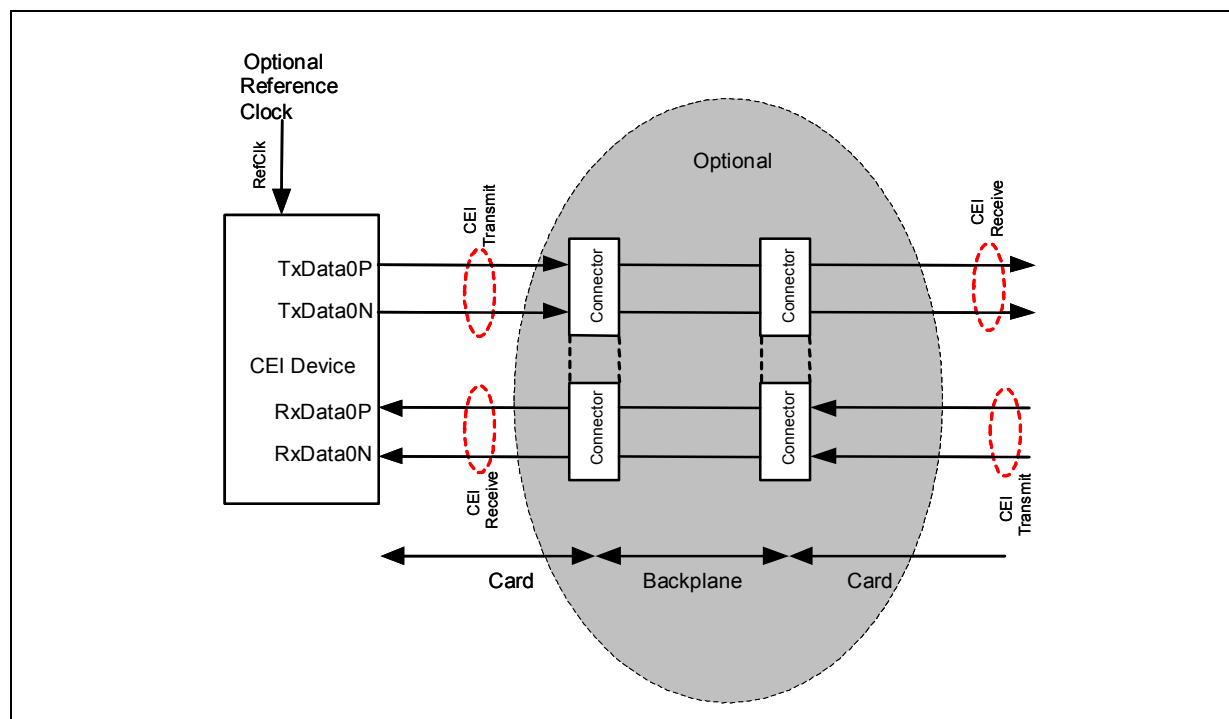 Optional
Reference
Clock
RefClk
Optional
CEI
Transmit
CEI
Receive
TxData0P
TxData0N
Connector
Connector
CEI Device
RxData0P
RxData0N
Connector
Connector
CEI
Receive
CEI
Transmit
Card
Backplane
Card